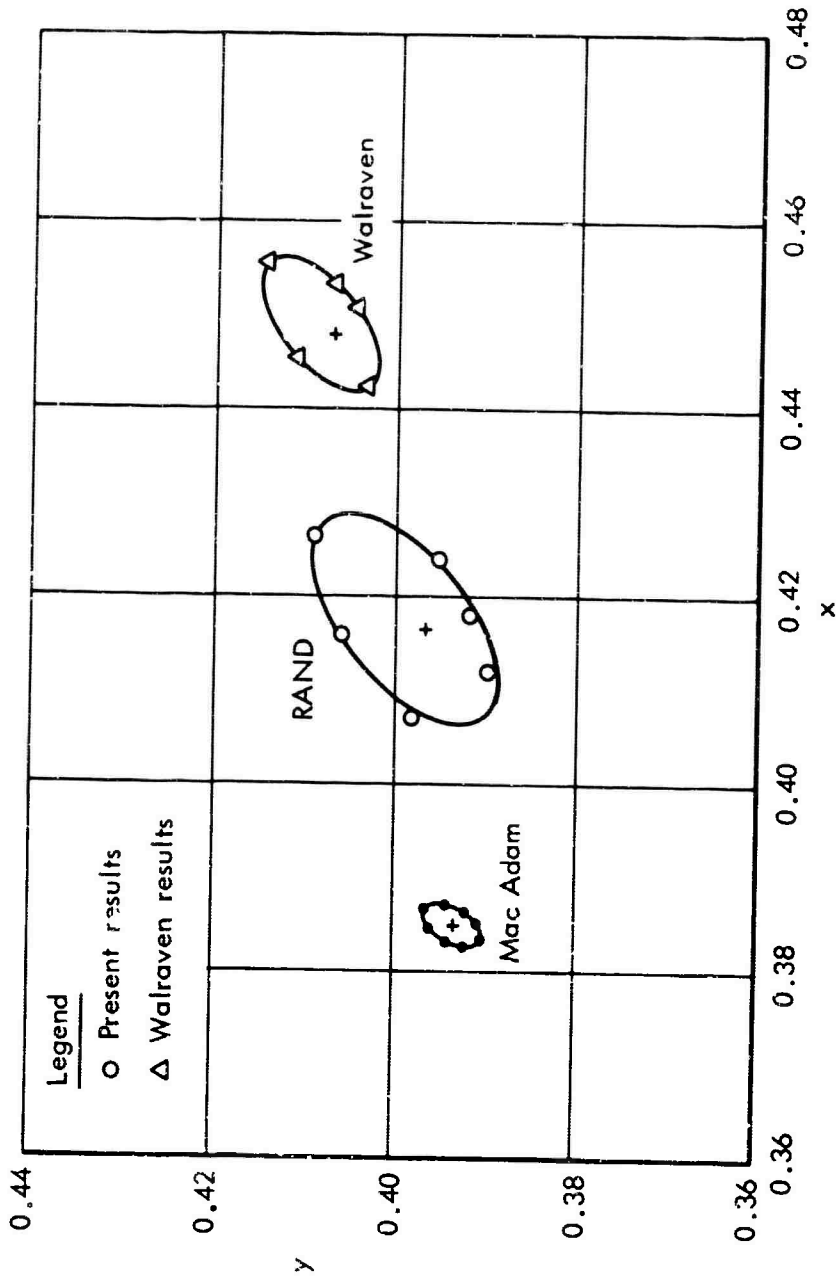 Legend
Present results
Walraven results
RAND
Walraven
Mac Adam
y
0.44
0.42
0.40
0.38
0.36
0.36
0.38
0.40
0.42
0.44
0.46
0.48
x